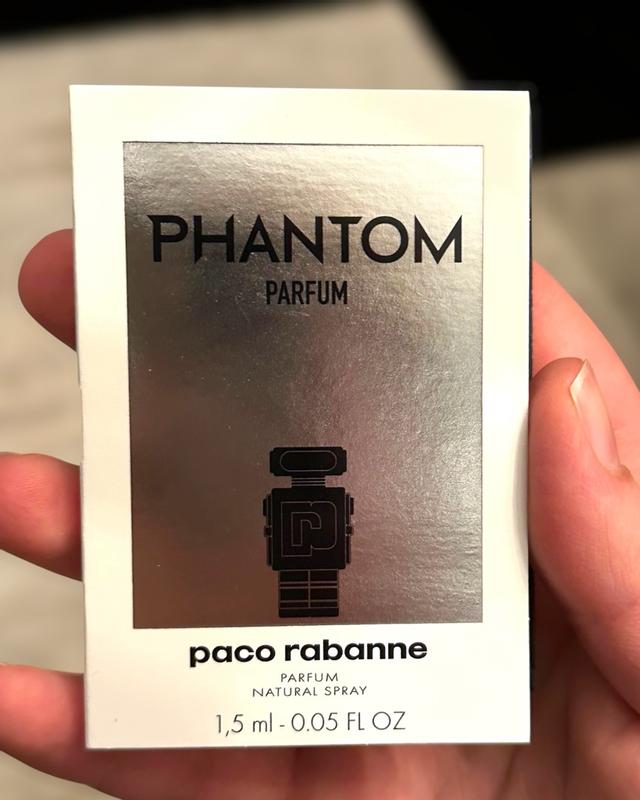 PHANTOM
PARFUM
paco rabanne
PARFUM
NATURAL SPRAY
1,5 ml - 0.05 FL OZ